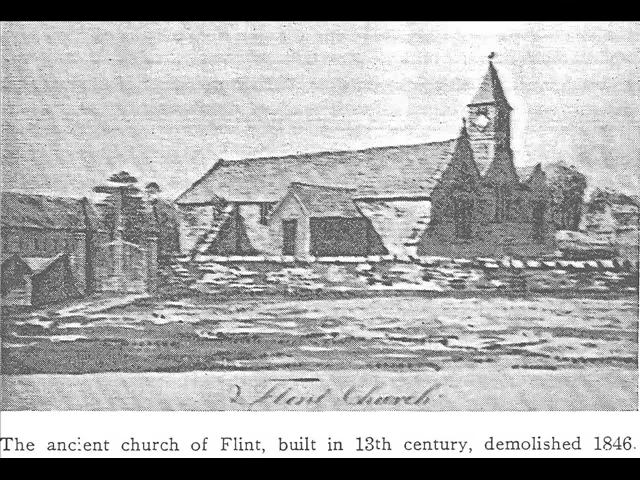 Flint Church
The ancient church of Flint, built in 13th century, demolished 1846.